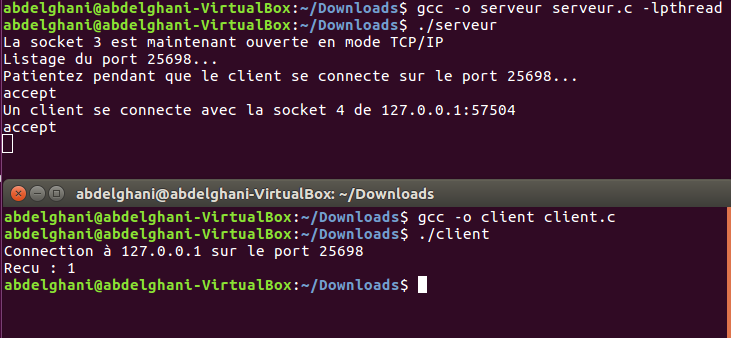 abdelghani@abdelghani-VirtualBox:~/Downloads$ gcc -o serveur serveur.c -lpthread
abdelghani@abdelghani-VirtualBox:~/Downloads$ ./serveur
La socket 3 est maintenant ouverte en mode TCP/IP
Listage du port 25698...
Patientez pendant que le client se connecte sur le port 25698...
accept
Un client se connecte avec la socket 4 de 127.0.0.1:57504
accept
abdelghani@abdelghani-VirtualBox: ~/Downloads
abdelghani@abdelghani-VirtualBox:~/Downloads$ gcc -o client client.c
abdelghani@abdelghani-VirtualBox:~/Downloads$ ./client
Connection à 127.0.0.1 sur le port 25698
Recu : 1
abdelghani@abdelghani-VirtualBox:~/Downloads$